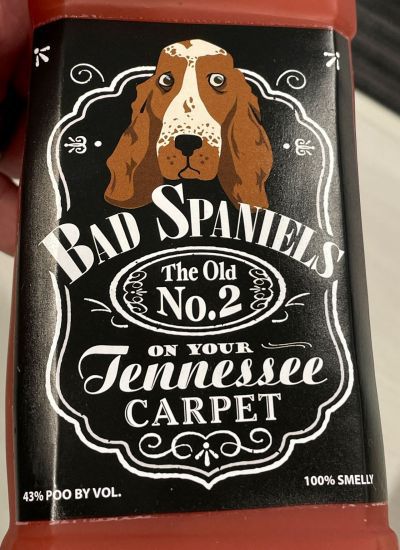 BAD SPANIELS
The Old
No.2
ON YOUR
Tennessee
CARPET
43% POO BY VOL.
100% SMELLY